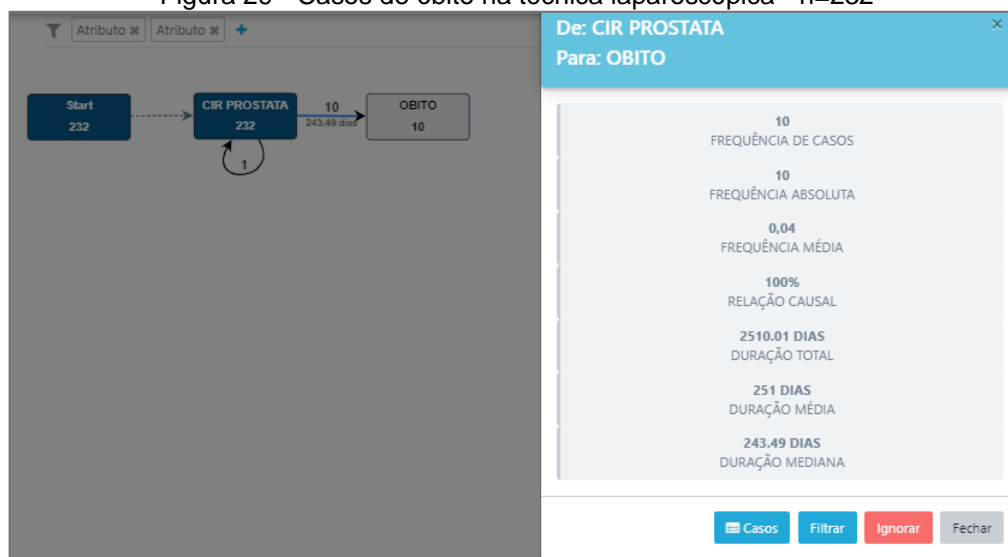 Figura 20 - Casos de óbito na técnica laparoscópica - n=232
Atributo ✖ Atributo ✖ +
Start
232
CIR PROSTATA
232
10
243.49 dias
OBITO
10
1
De: CIR PROSTATA
Para: OBITO
×
10
FREQUÊNCIA DE CASOS
10
FREQUÊNCIA ABSOLUTA
0,04
FREQUÊNCIA MÉDIA
100%
RELAÇÃO CAUSAL
2510.01 DIAS
DURAÇÃO TOTAL
251 DIAS
DURAÇÃO MÉDIA
243.49 DIAS
DURAÇÃO MEDIANA
Casos Filtrar Ignorar Fechar